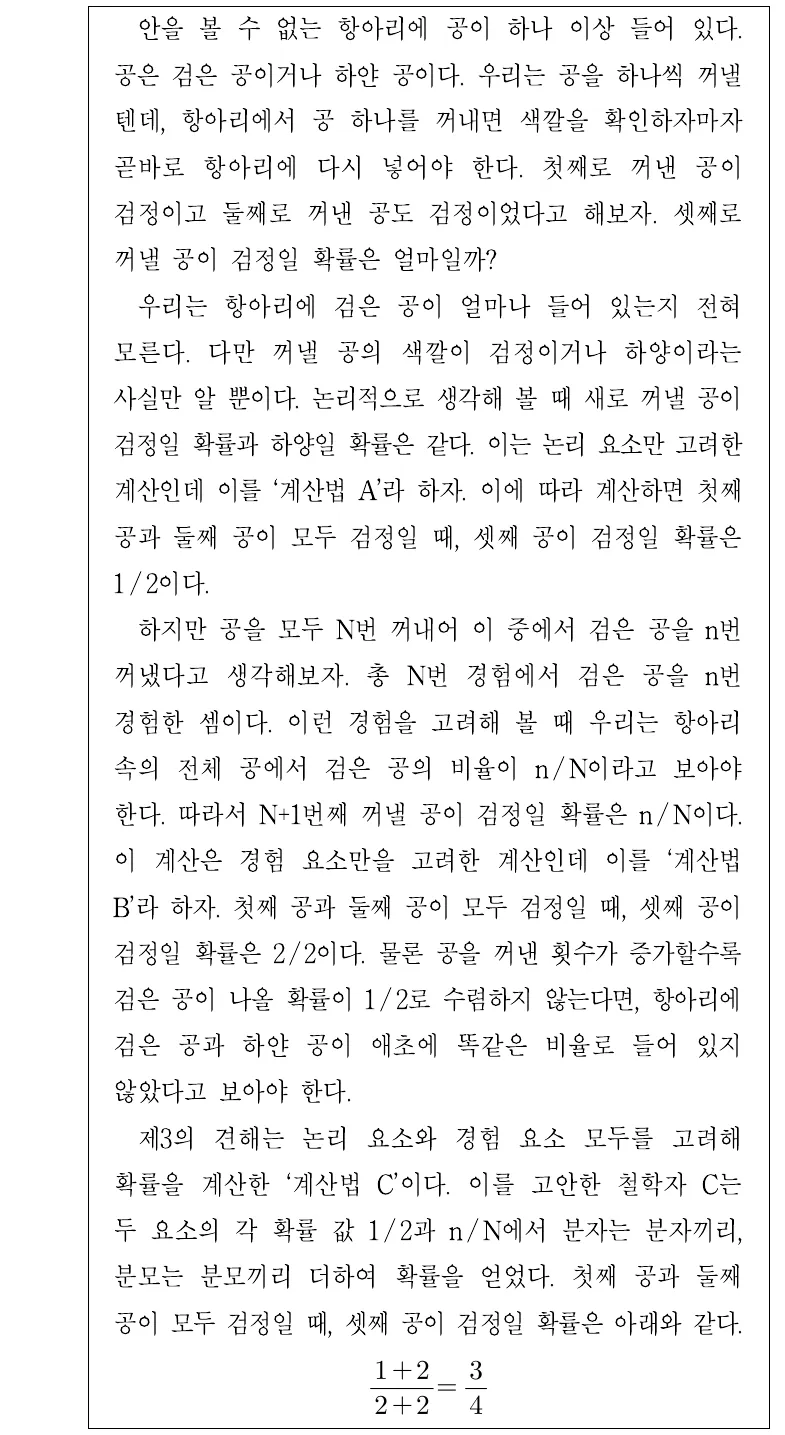 안을 볼 수 없는 항아리에 공이 하나 이상 들어 있다.
공은 검은 공이거나 하얀 공이다. 우리는 공을 하나씩 꺼낼
텐데, 항아리에서 공 하나를 꺼내면 색깔을 확인하자마자
곧바로 항아리에 다시 넣어야 한다. 첫째로 꺼낸 공이
검정이고 둘째로 꺼낸 공도 검정이었다고 해보자. 셋째로
꺼낼 공이 검정일 확률은 얼마일까?
우리는 항아리에 검은 공이 얼마나 들어 있는지 전혀
모른다. 다만 꺼낼 공의 색깔이 검정이거나 하양이라는
사실만 알 뿐이다. 논리적으로 생각해 볼 때 새로 꺼낼 공이
검정일 확률과 하양일 확률은 같다. 이는 논리 요소만 고려한
계산인데 이를 ‘계산법 A’라 하자. 이에 따라 계산하면 첫째
공과 둘째 공이 모두 검정일 때, 셋째 공이 검정일 확률은
1/2이다.
하지만 공을 모두 N번 꺼내어 이 중에서 검은 공을 n번
꺼냈다고 생각해보자. 총 N번 경험에서 검은 공을 n번
경험한 셈이다. 이런 경험을 고려해 볼 때 우리는 항아리
속의 전체 공에서 검은 공의 비율이 n/N이라고 보아야
한다. 따라서 N+1번째 꺼낼 공이 검정일 확률은 n/N이다.
이 계산은 경험 요소만을 고려한 계산인데 이를 ‘계산법
B’라 하자. 첫째 공과 둘째 공이 모두 검정일 때, 셋째 공이
검정일 확률은 2/2이다. 물론 공을 꺼낸 횟수가 증가할수록
검은 공이 나올 확률이 1/2로 수렴하지 않는다면, 항아리에
검은 공과 하얀 공이 애초에 똑같은 비율로 들어 있지
않았다고 보아야 한다.
제3의 견해는 논리 요소와 경험 요소 모두를 고려해
확률을 계산한 ‘계산법 C’이다. 이를 고안한 철학자 C는
두 요소의 각 확률 값 1/2과 n/N에서 분자는 분자끼리,
분모는 분모끼리 더하여 확률을 얻었다. 첫째 공과 둘째
공이 모두 검정일 때, 셋째 공이 검정일 확률은 아래와 같다.
(1+2)/(2+2) = 3/4